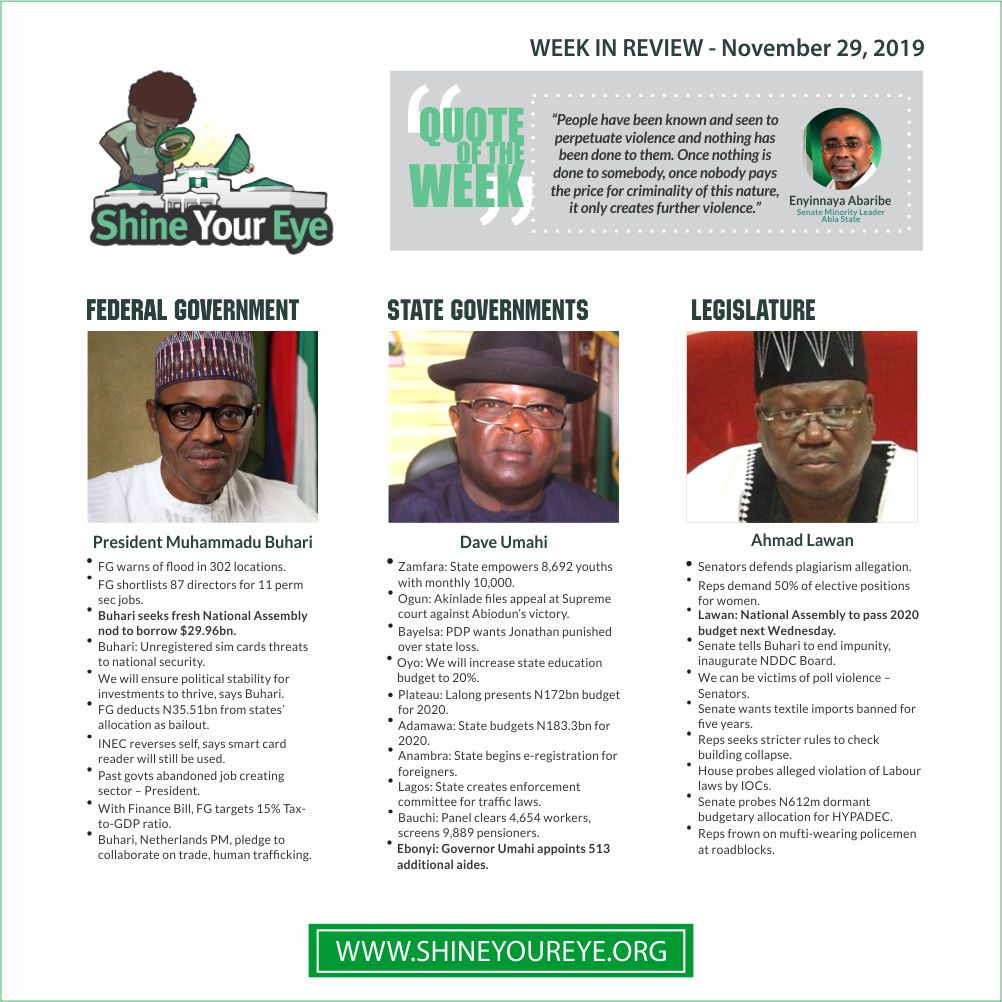 WEEK IN REVIEW - November 29, 2019
Shine Your Eye
QUOTE
OF THE
WEEK
“People have been known and seen to
perpetuate violence and nothing has
been done to them. Once nothing is
done to somebody, once nobody pays
the price for criminality of this nature,
it only creates further violence.”
Enyinnaya Abaribe
Senate Minority Leader
Abia State
FEDERAL GOVERNMENT
President Muhammadu Buhari
• FG warns of flood in 302 locations.
• FG shortlists 87 directors for 11 perm
sec jobs.
• Buhari seeks fresh National Assembly
nod to borrow $29.96bn.
• Buhari: Unregistered sim cards threats
to national security.
• We will ensure political stability for
investments to thrive, says Buhari.
• FG deducts N35.51bn from states’
allocation as bailout.
• INEC reverses self, says smart card
reader will still be used.
• Past govts abandoned job creating
sector – President.
• With Finance Bill, FG targets 15% Tax-
to-GDP ratio.
• Buhari, Netherlands PM, pledge to
collaborate on trade, human trafficking.
STATE GOVERNMENTS
Dave Umahi
• Zamfara: State empowers 8,692 youths
with monthly 10,000.
• Ogun: Akinlade files appeal at Supreme
court against Abiodun’s victory.
• Bayelsa: PDP wants Jonathan punished
over state loss.
• Oyo: We will increase state education
budget to 20%.
• Plateau: Lalong presents N172bn budget
for 2020.
• Adamawa: State budgets N183.3bn for
2020.
• Anambra: State begins e-registration for
foreigners.
• Lagos: State creates enforcement
committee for traffic laws.
• Bauchi: Panel clears 4,654 workers,
screens 9,889 pensioners.
• Ebonyi: Governor Umahi appoints 513
additional aides.
LEGISLATURE
Ahmad Lawan
• Senators defends plagiarism allegation.
• Reps demand 50% of elective positions
for women.
• Lawan: National Assembly to pass 2020
budget next Wednesday.
• Senate tells Buhari to end impunity,
inaugurate NDDC Board.
• We can be victims of poll violence –
Senators.
• Senate wants textile imports banned for
five years.
• Reps seeks stricter rules to check
building collapse.
• House probes alleged violation of Labour
laws by IOCs.
• Senate probes N612m dormant
budgetary allocation for HYPADEC.
• Reps frown on mufti-wearing policemen
at roadblocks.
WWW.SHINEYOUREYE.ORG